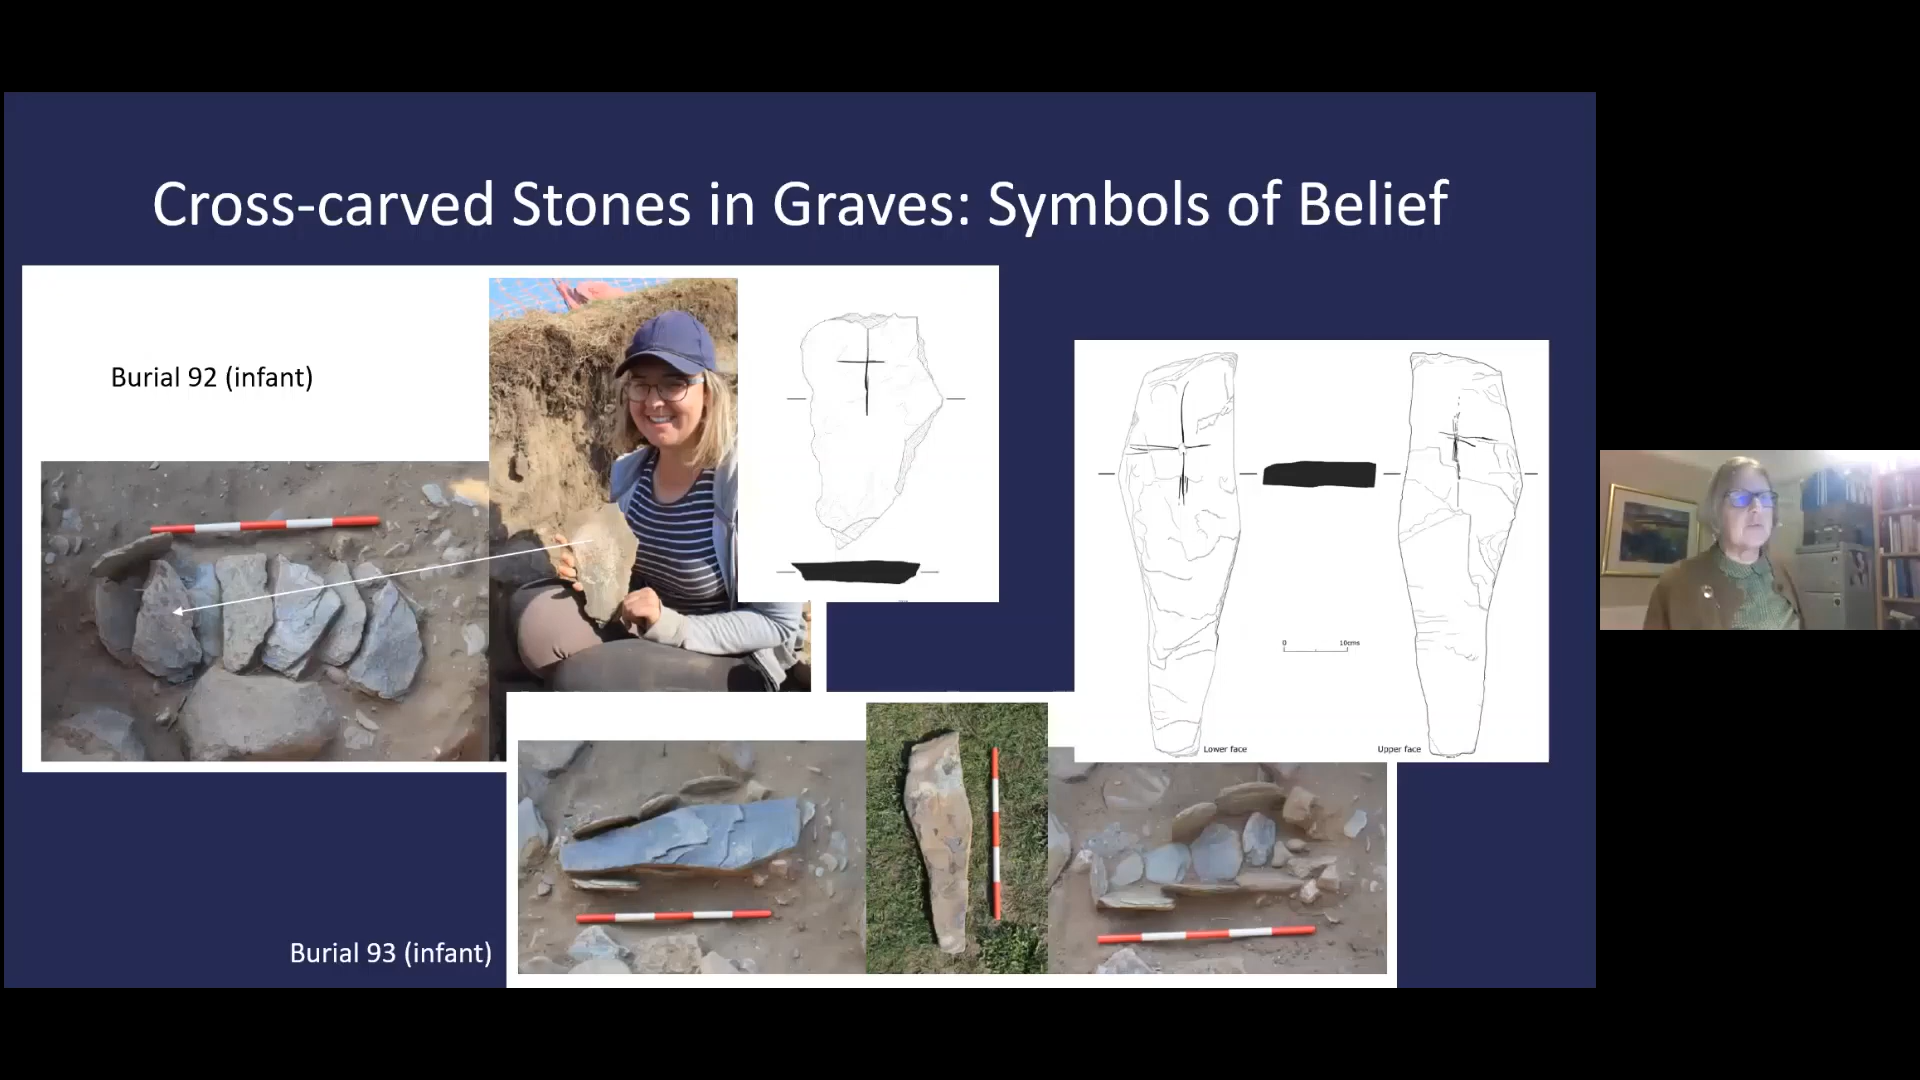 Cross-carved Stones in Graves: Symbols of Belief
Burial 92 (infant)
0 10cms
Lower face
Upper face
Burial 93 (infant)